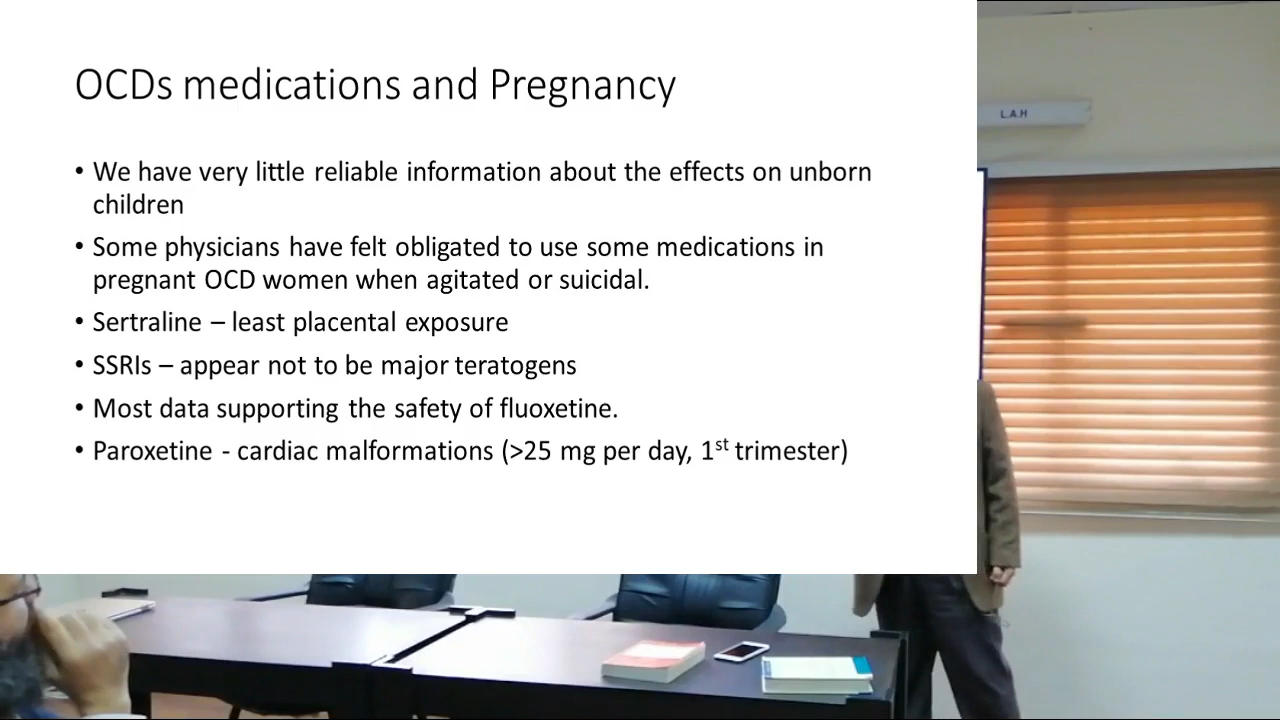 OCDs medications and Pregnancy
• We have very little reliable information about the effects on unborn
children
• Some physicians have felt obligated to use some medications in
pregnant OCD women when agitated or suicidal.
• Sertraline – least placental exposure
• SSRIs – appear not to be major teratogens
• Most data supporting the safety of fluoxetine.
• Paroxetine - cardiac malformations (>25 mg per day, 1st trimester)
L.A.H